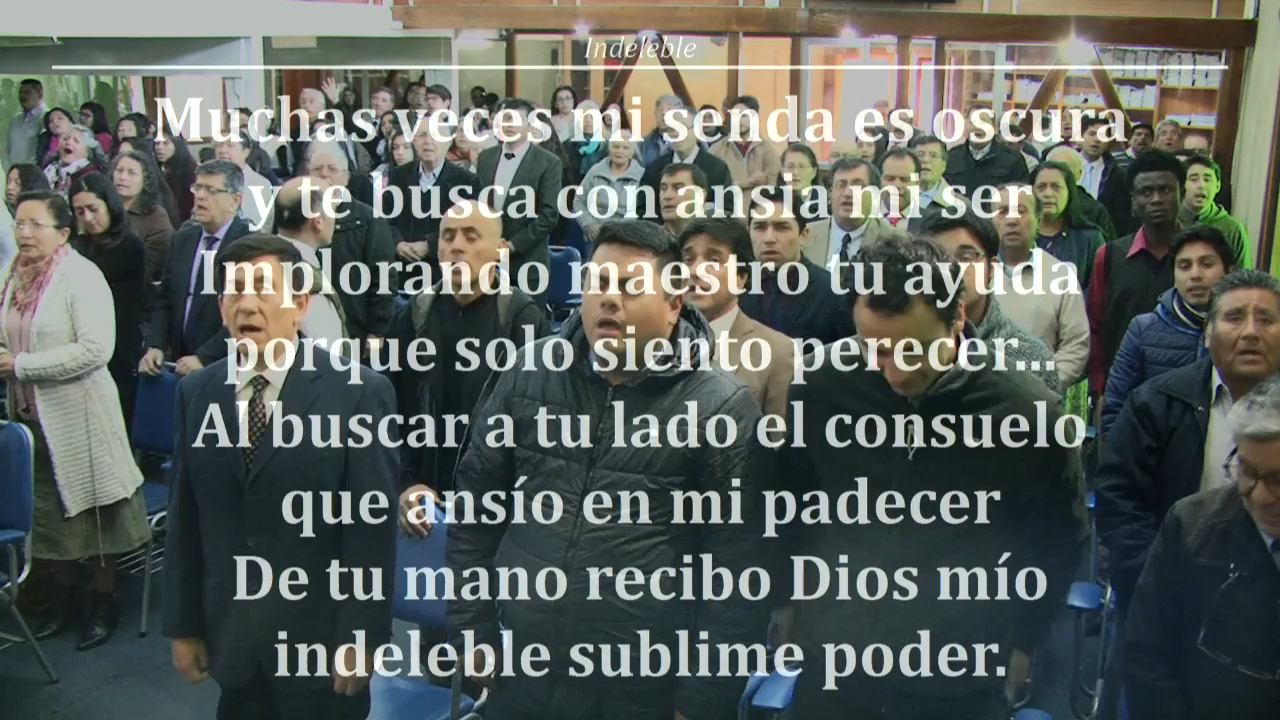 Indeleble
Muchas veces mi senda es oscura
y te busca con ansia mi ser
Implorando maestro tu ayuda
porque solo siento perecer...
Al buscar a tu lado el consuelo
que ansío en mi padecer
De tu mano recibo Dios mío
indeleble sublime poder.